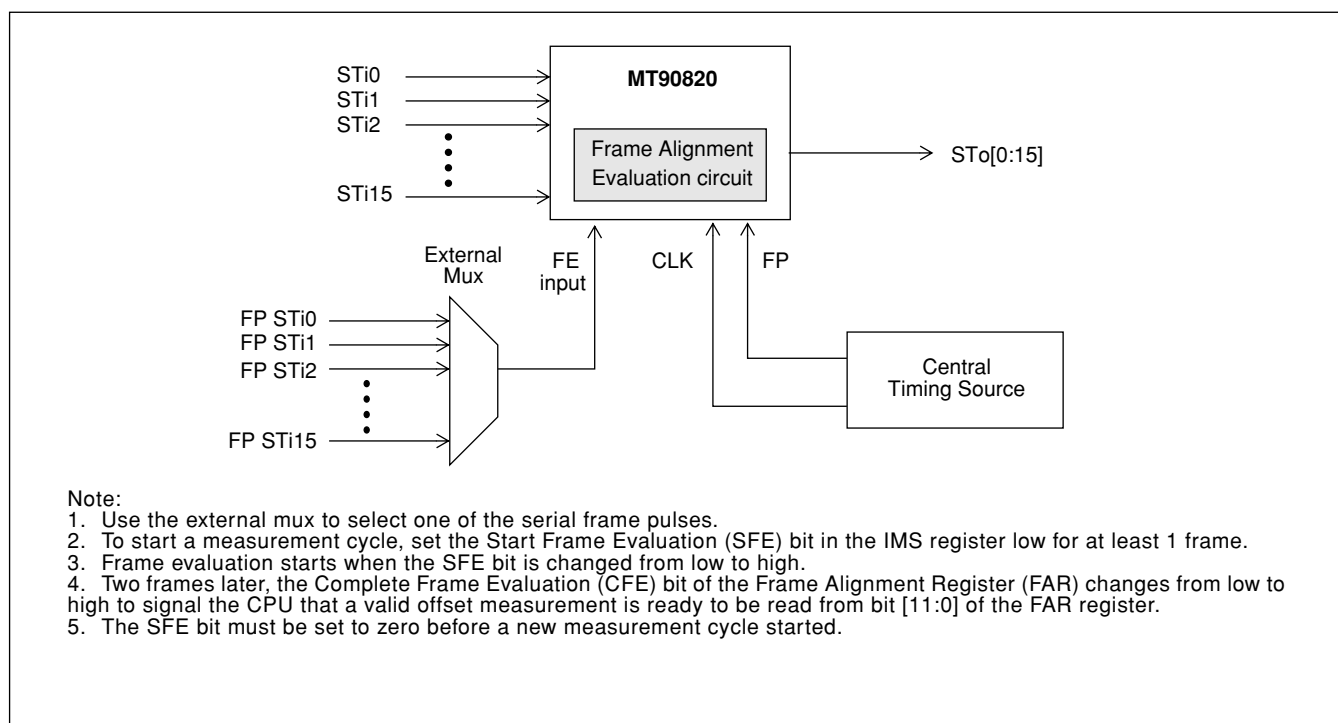 STi0
STi1
STi2
STi15
MT90820
Frame Alignment
Evaluation circuit
STo[0:15]
External
Mux
FE
input
CLK
FP
FP STi0
FP STi1
FP STi2
FP STi15
Central
Timing Source
Note:
1. Use the external mux to select one of the serial frame pulses.
2. To start a measurement cycle, set the Start Frame Evaluation (SFE) bit in the IMS register low for at least 1 frame.
3. Frame evaluation starts when the SFE bit is changed from low to high.
4. Two frames later, the Complete Frame Evaluation (CFE) bit of the Frame Alignment Register (FAR) changes from low to
high to signal the CPU that a valid offset measurement is ready to be read from bit [11:0] of the FAR register.
5. The SFE bit must be set to zero before a new measurement cycle started.